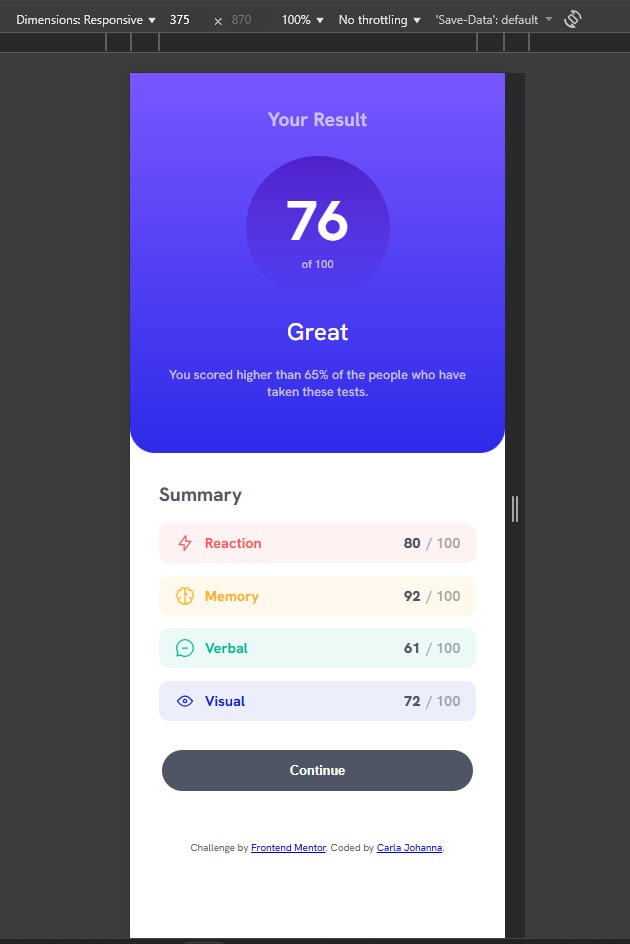 Dimensions: Responsive 375 × 870 100% No throttling 'Save-Data': default
Your Result
76
of 100
Great
You scored higher than 65% of the people who have
taken these tests.
Summary
Reaction 80 / 100
Memory 92 / 100
Verbal 61 / 100
Visual 72 / 100
Continue
Challenge by Frontend Mentor. Coded by Carla Johanna.